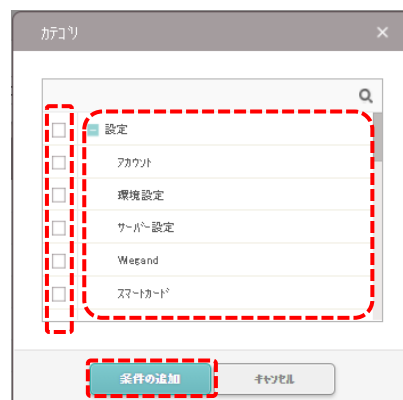 カテゴリ
設定
アカウント
環境設定
サーバー設定
Wiegand
スマートカード
条件の追加
キャンセル